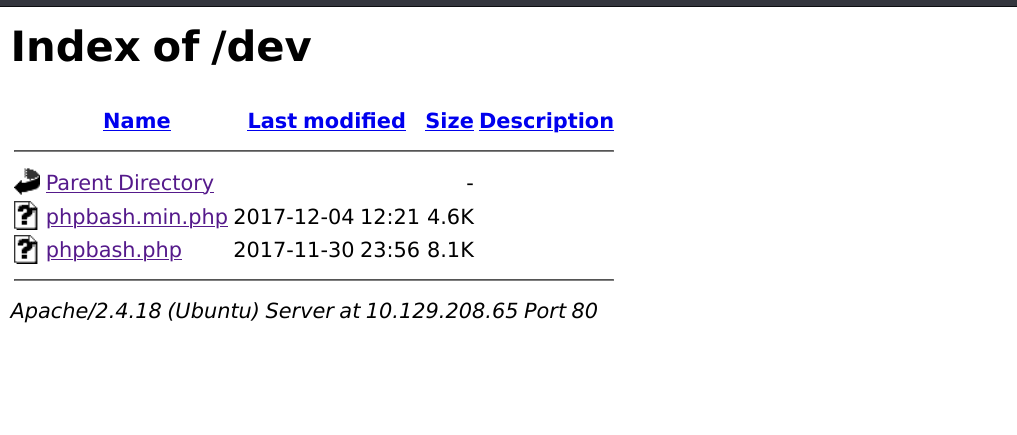 Index of /dev
Name Last modified Size Description
Parent Directory -
phpbash.min.php 2017-12-04 12:21 4.6K
phpbash.php 2017-11-30 23:56 8.1K
Apache/2.4.18 (Ubuntu) Server at 10.129.208.65 Port 80